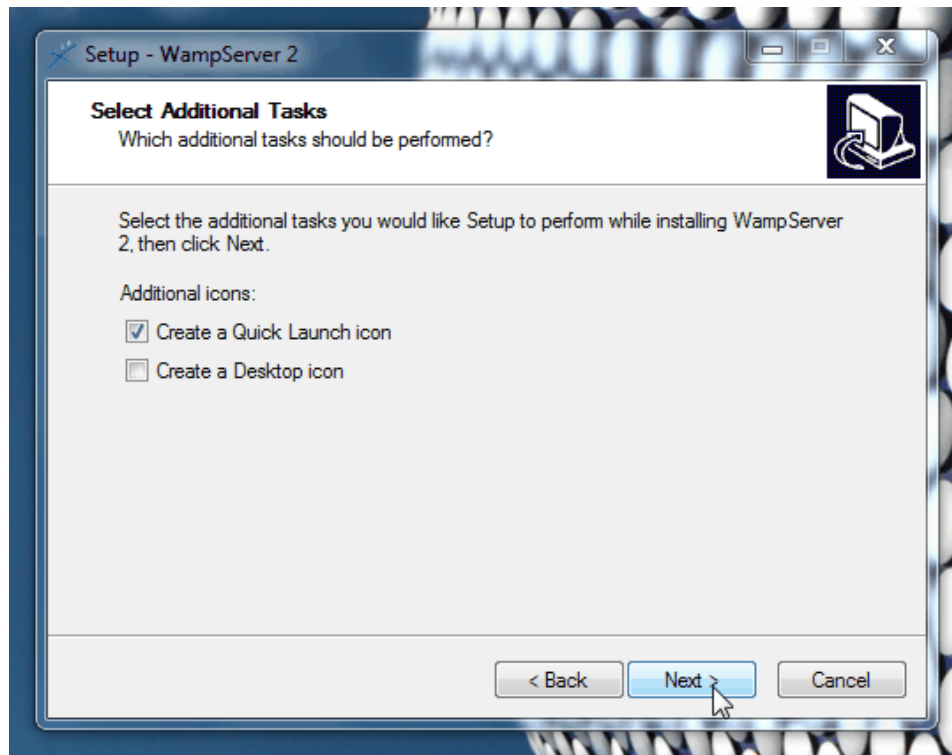 Setup - WampServer 2
Select Additional Tasks
Which additional tasks should be performed?
Select the additional tasks you would like Setup to perform while installing WampServer
2, then click Next.
Additional icons:
Create a Quick Launch icon
Create a Desktop icon
< Back
Next >
Cancel